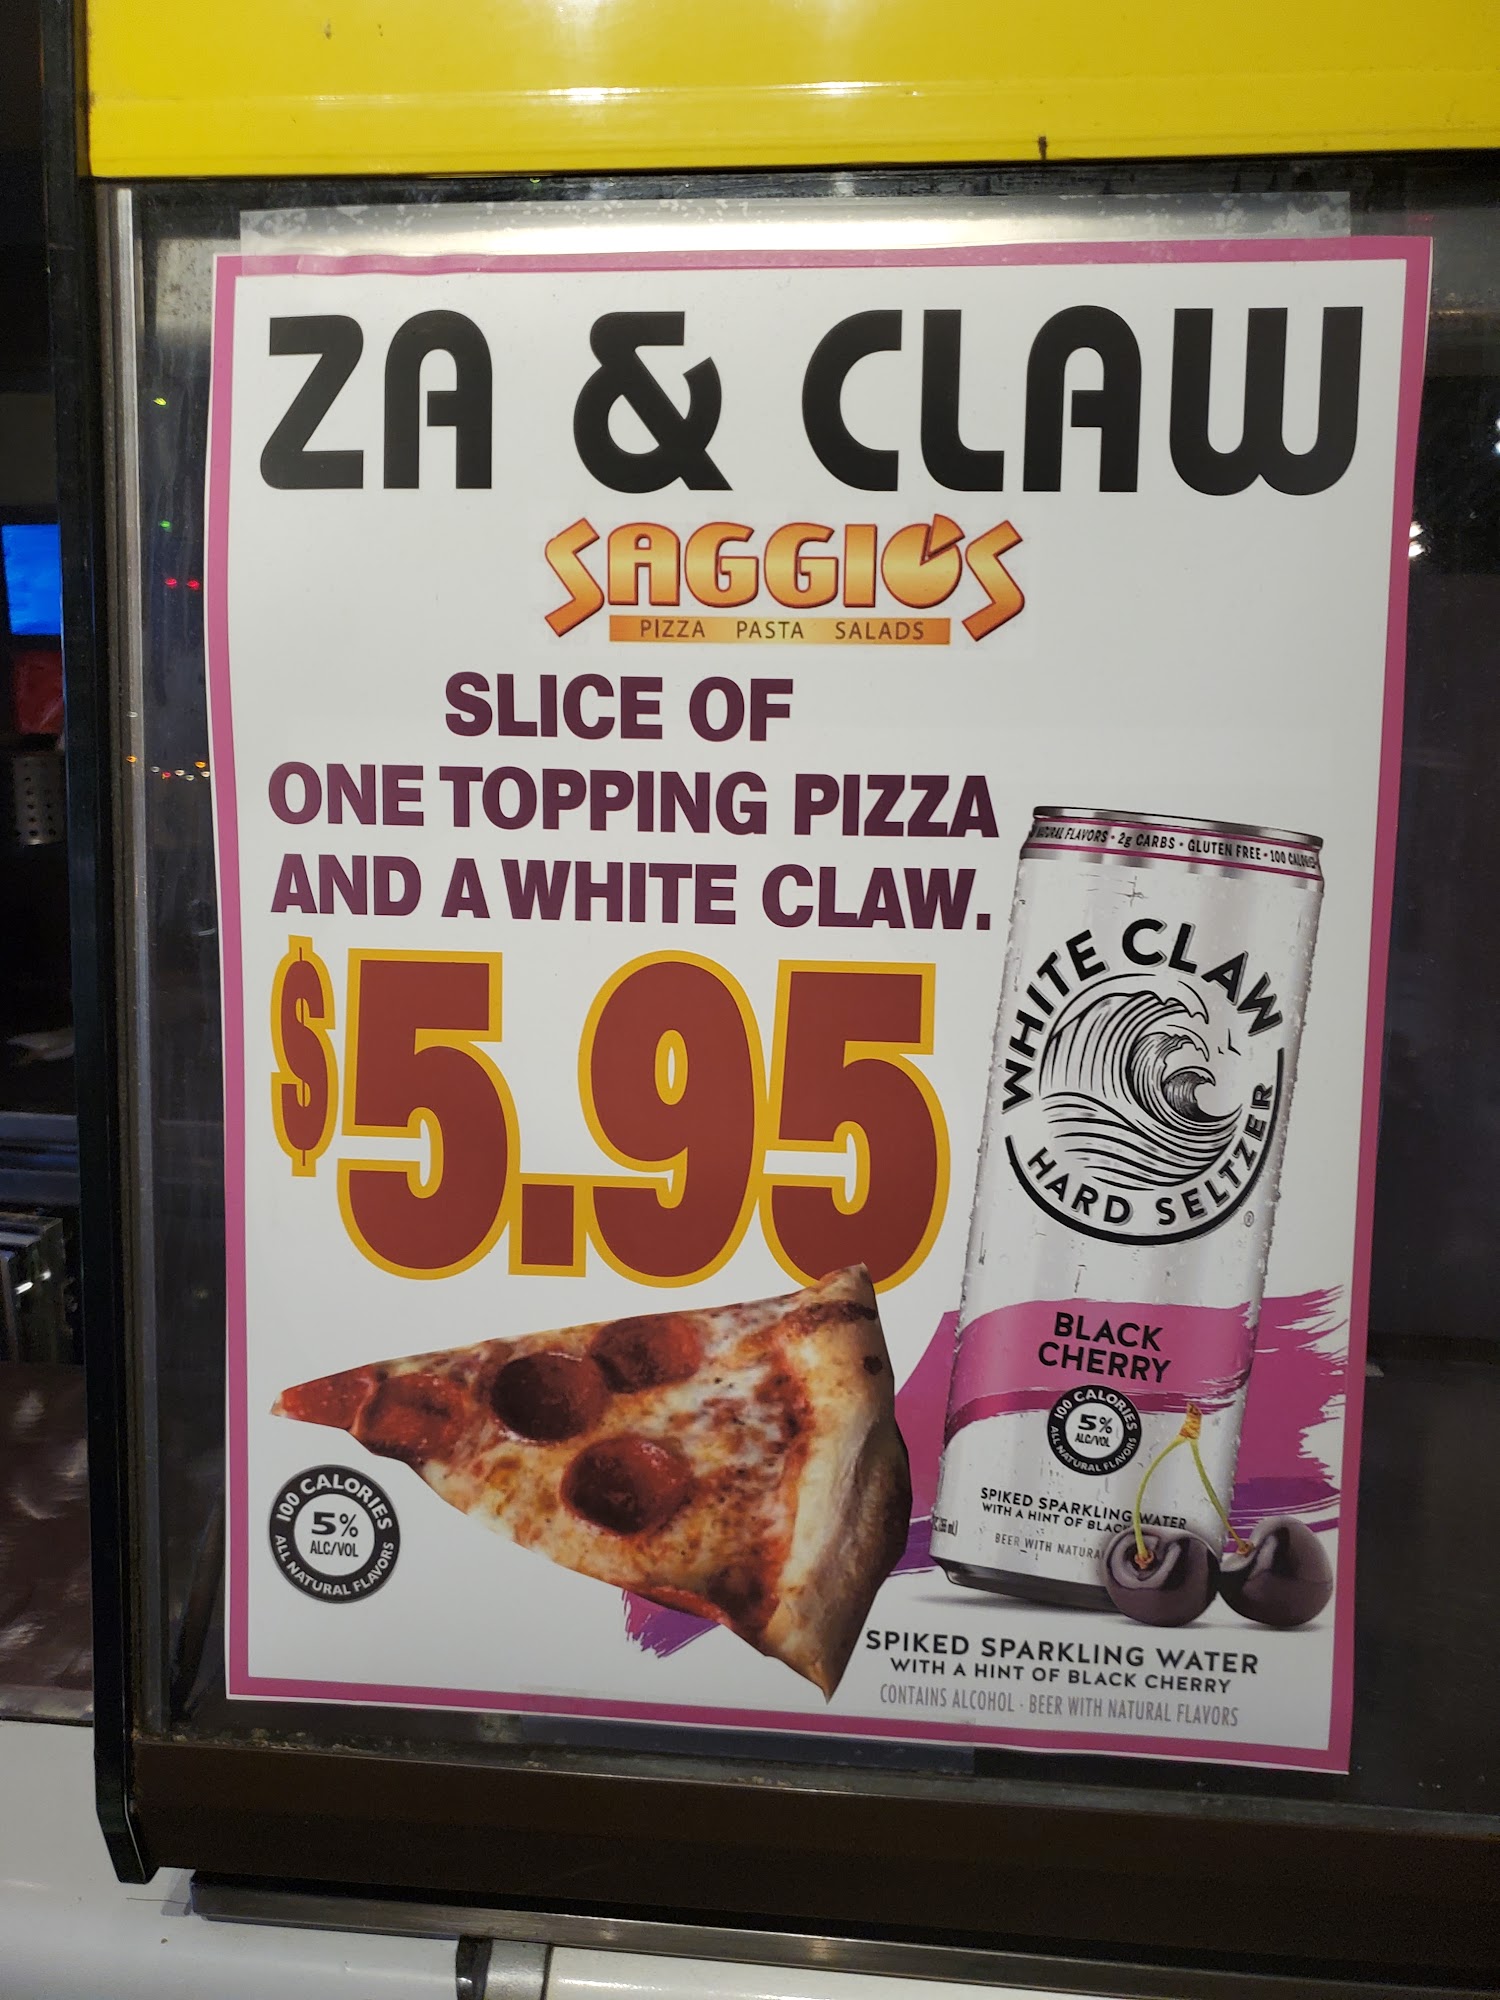 ZA & CLAW
SAGGIO'S
PIZZA PASTA SALADS
SLICE OF
ONE TOPPING PIZZA
AND A WHITE CLAW.
$5.95
FLAVORS • 2g CARBS • GLUTEN FREE • 100
WHITE CLAW
HARD SELTZER
®
BLACK
CHERRY
100 CALORIES
5%
ALC/VOL
ALL NATURAL FLAVORS
SPIKED SPARKLING WATER
WITH A HINT OF
BEER WITH
100 CALORIES
5%
ALC/VOL
ALL NATURAL FLAVORS
SPIKED SPARKLING WATER
WITH A HINT OF BLACK CHERRY
CONTAINS ALCOHOL • BEER WITH NATURAL FLAVORS